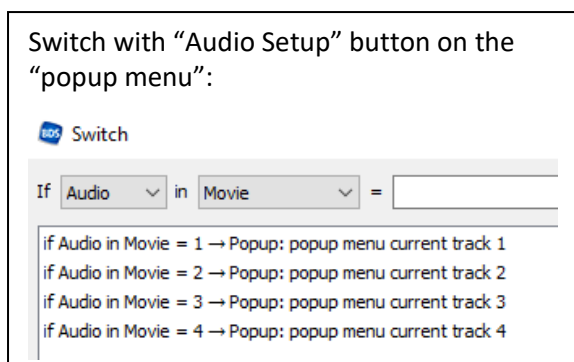 Switch with “Audio Setup” button on the
“popup menu”:
BDS Switch
If Audio in Movie =
if Audio in Movie = 1 → Popup: popup menu current track 1
if Audio in Movie = 2 → Popup: popup menu current track 2
if Audio in Movie = 3 → Popup: popup menu current track 3
if Audio in Movie = 4 → Popup: popup menu current track 4